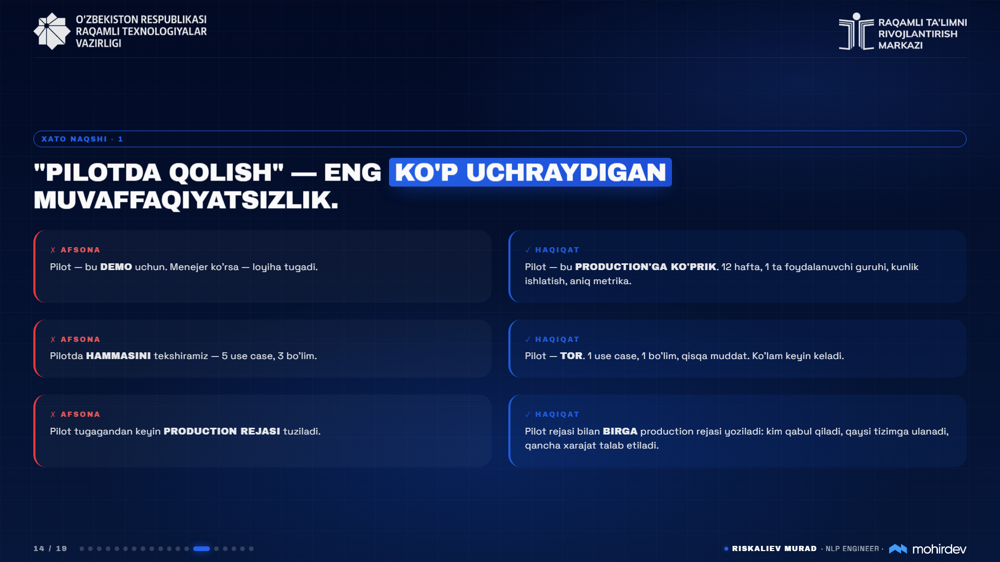 O'ZBEKISTON RESPUBLIKASI
RAQAMLI TEXNOLOGIYALAR
VAZIRLIGI
RAQAMLI TA'LIMNI
RIVOJLANTIRISH
MARKAZI
XATO NAQSHI · 1
"PILOTDA QOLISH" — ENG KO'P UCHRAYDIGAN
MUVAFFAQIYATSIZLIK.
✗ AFSONA
Pilot — bu DEMO uchun. Menejer ko'rsa — loyiha tugadi.
✓ HAQIQAT
Pilot — bu PRODUCTION'GA KO'PRIK. 12 hafta, 1 ta foydalanuvchi guruhi, kunlik
ishlatish, aniq metrika.
✗ AFSONA
Pilotda HAMMASINI tekshiramiz — 5 use case, 3 bo'lim.
✓ HAQIQAT
Pilot — TOR. 1 use case, 1 bo'lim, qisqa muddat. Ko'lam keyin keladi.
✗ AFSONA
Pilot tugagandan keyin PRODUCTION REJASI tuziladi.
✓ HAQIQAT
Pilot rejasi bilan BIRGA production rejasi yoziladi: kim qabul qiladi, qaysi tizimga ulanadi,
qancha xarajat talab etiladi.
14 / 19
RISKALIEV MURAD · NLP ENGINEER · mohirdev